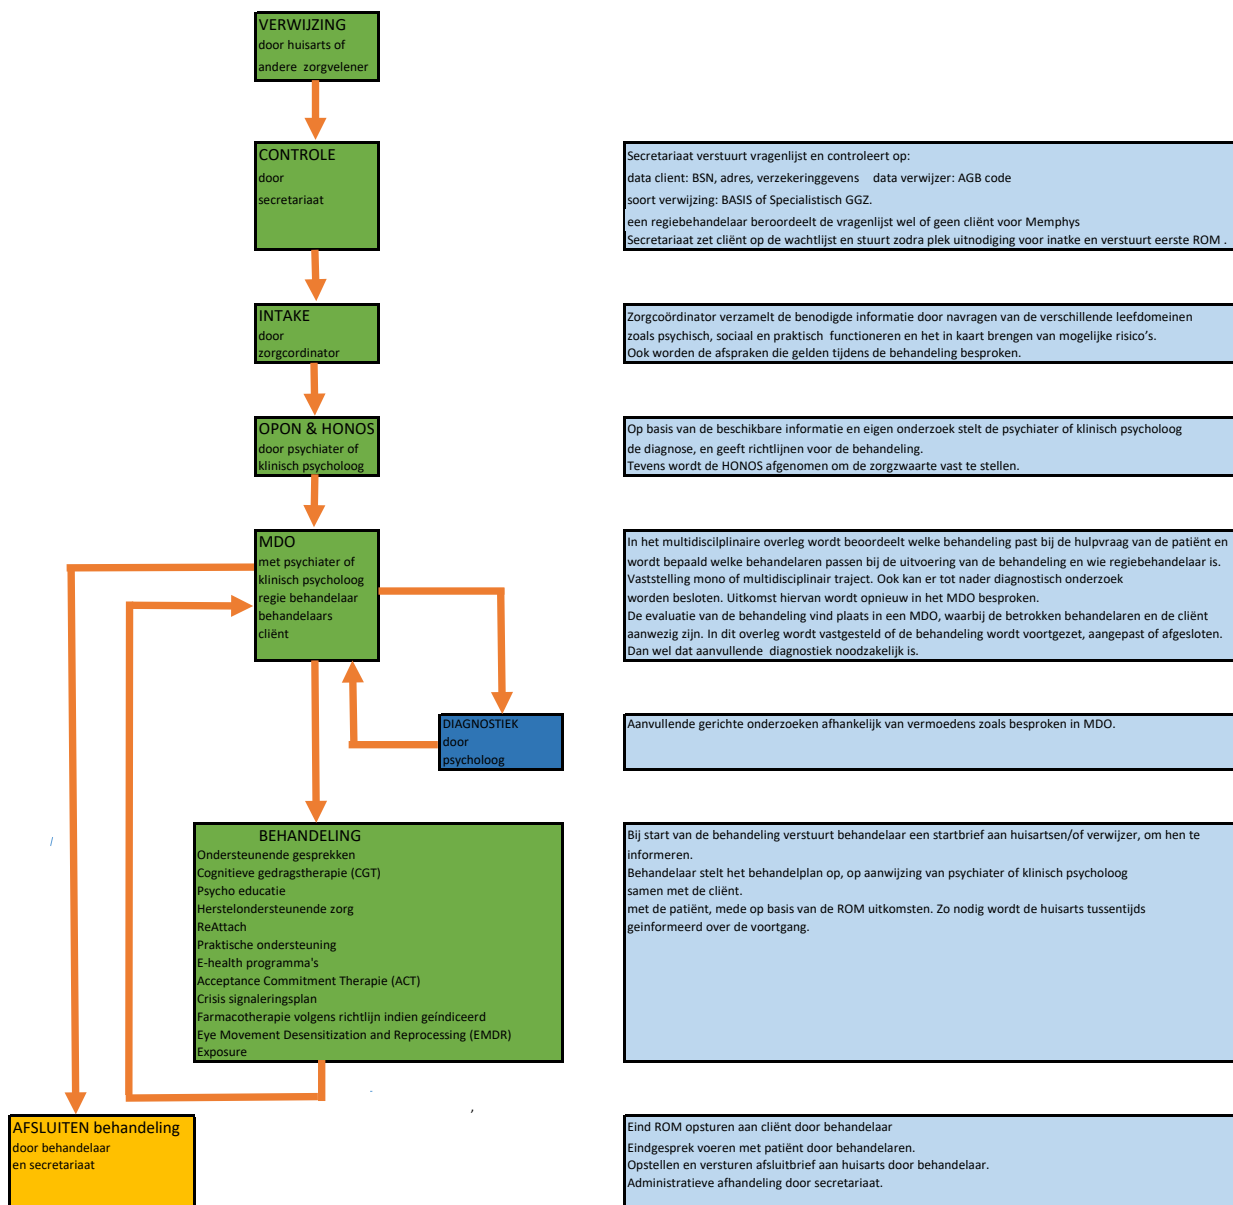 VERWIJZING
door huisarts of
andere zorgvelener
CONTROLE
door
secretariaat
Secretariaat verstuurt vragenlijst en controleert op:
data client: BSN, adres, verzekeringgevens data verwijzer: AGB code
soort verwijzing: BASIS of Specialistisch GGZ.
een regiebehandelaar beroordeelt de vragenlijst wel of geen cliënt voor Memphys
Secretariaat zet cliënt op de wachtlijst en stuurt zodra plek uitnodiging voor inatke en verstuurt eerste ROM .
INTAKE
door
zorgcordinator
Zorgcoördinator verzamelt de benodigde informatie door navragen van de verschillende leefdomeinen
zoals psychisch, sociaal en praktisch functioneren en het in kaart brengen van mogelijke risico's.
Ook worden de afspraken die gelden tijdens de behandeling besproken.
OPON & HONOS
door psychiater of
klinisch psycholoog
Op basis van de beschikbare informatie en eigen onderzoek stelt de psychiater of klinisch psycholoog
de diagnose, en geeft richtlijnen voor de behandeling.
Tevens wordt de HONOS afgenomen om de zorgzwaarte vast te stellen.
MDO
met psychiater of
klinisch psycholoog
regie behandelaar
behandelaars
cliënt
In het multidiscilplinaire overleg wordt beoordeelt welke behandeling past bij de hulpvraag van de patiënt en
wordt bepaald welke behandelaren passen bij de uitvoering van de behandeling en wie regiebehandelaar is.
Vaststelling mono of multidisciplinair traject. Ook kan er tot nader diagnostisch onderzoek
worden besloten. Uitkomst hiervan wordt opnieuw in het MDO besproken.
De evaluatie van de behandeling vind plaats in een MDO, waarbij de betrokken behandelaren en de cliënt
aanwezig zijn. In dit overleg wordt vastgesteld of de behandeling wordt voortgezet, aangepast of afgesloten.
Dan wel dat aanvullende diagnostiek noodzakelijk is.
DIAGNOSTIEK
door
psycholoog
Aanvullende gerichte onderzoeken afhankelijk van vermoedens zoals besproken in MDO.
BEHANDELING
Ondersteunende gesprekken
Cognitieve gedragstherapie (CGT)
Psycho educatie
Herstelondersteunende zorg
ReAttach
Praktische ondersteuning
E-health programma's
Acceptance Commitment Therapie (ACT)
Crisis signaleringsplan
Farmacotherapie volgens richtlijn indien geíndiceerd
Eye Movement Desensitization and Reprocessing (EMDR)
Exposure
Bij start van de behandeling verstuurt behandelaar een startbrief aan huisartsen/of verwijzer, om hen te
informeren.
Behandelaar stelt het behandelplan op, op aanwijzing van psychiater of klinisch psycholoog
samen met de cliënt.
met de patiënt, mede op basis van de ROM uitkomsten. Zo nodig wordt de huisarts tussentijds
geinformeerd over de voortgang.
AFSLUITEN behandeling
door behandelaar
en secretariaat
Eind ROM opsturen aan cliënt door behandelaar
Eindgesprek voeren met patiënt door behandelaren.
Opstellen en versturen afsluitbrief aan huisarts door behandelaar.
Administratieve afhandeling door secretariaat.